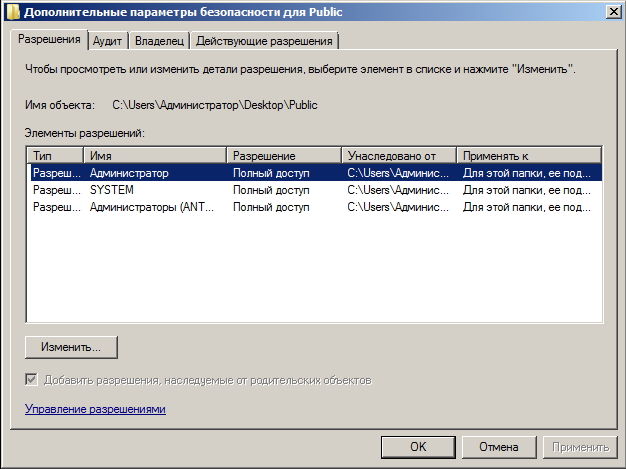 Дополнительные параметры безопасности для Public
Разрешения Аудит Владелец Действующие разрешения
Чтобы просмотреть или изменить детали разрешения, выберите элемент в списке и нажмите "Изменить".
Имя объекта: C:\Users\Администратор\Desktop\Public
Элементы разрешений:
Тип Имя Разрешение Унаследовано от Применять к
Разреш... Администратор Полный доступ C:\Users\Админис... Для этой папки, ее под...
Разреш... SYSTEM Полный доступ C:\Users\Админис... Для этой папки, ее под...
Разреш... Администраторы (ANT... Полный доступ C:\Users\Админис... Для этой папки, ее под...
Изменить...
Добавить разрешения, наследуемые от родительских объектов
Управление разрешениями
OK Отмена Применить